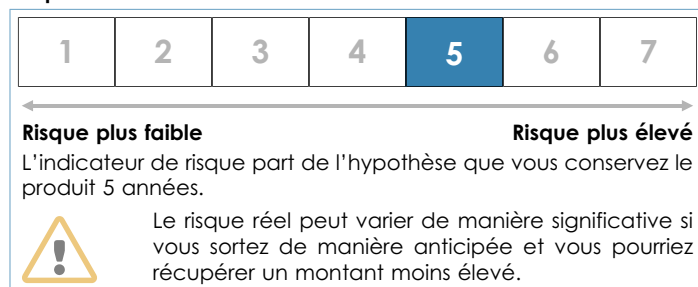 1 2 3 4 5 6 7
Risque plus faible Risque plus élevé
L'indicateur de risque part de l'hypothèse que vous conservez le
produit 5 années.
Le risque réel peut varier de manière significative si
vous sortez de manière anticipée et vous pourriez
récupérer un montant moins élevé.